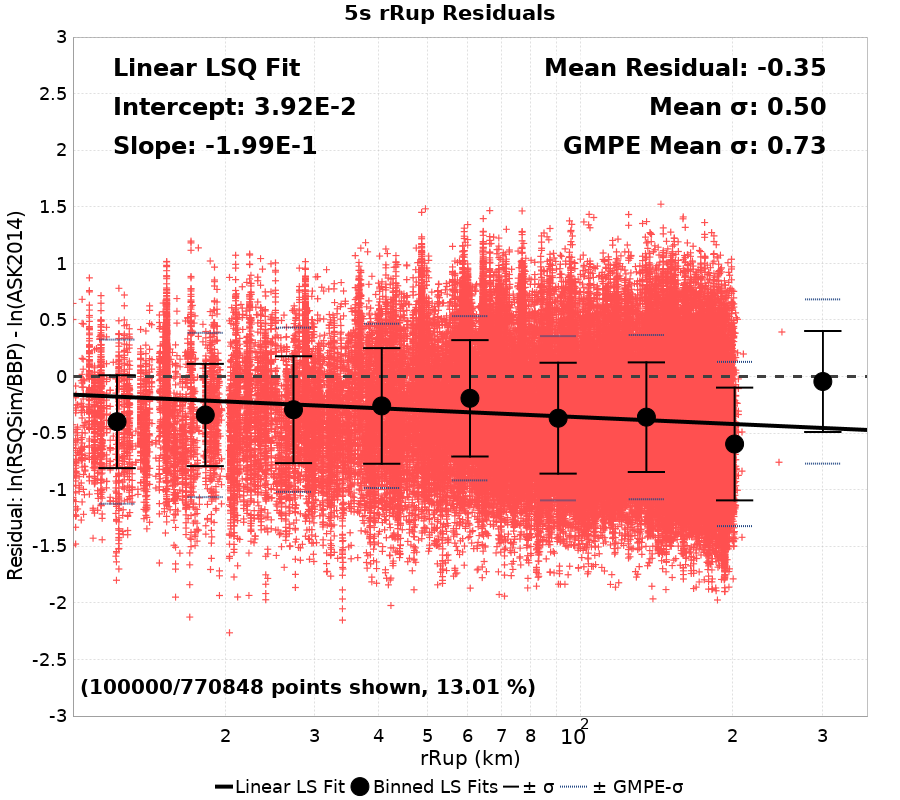 5s rRup Residuals
Linear LSQ Fit
Intercept: 3.92E-2
Slope: -1.99E-1
Mean Residual: -0.35
Mean σ: 0.50
GMPE Mean σ: 0.73
Residual: ln(RSQSim/BBP) - ln(ASK2014)
3
2.5
2
1.5
1
0.5
0
-0.5
-1
-1.5
-2
-2.5
-3
(100000/770848 points shown, 13.01 %)
2 3 4 5 6 7 8 10² 2 3
rRup (km)
Linear LS Fit Binned LS Fits ± σ ± GMPE-σ